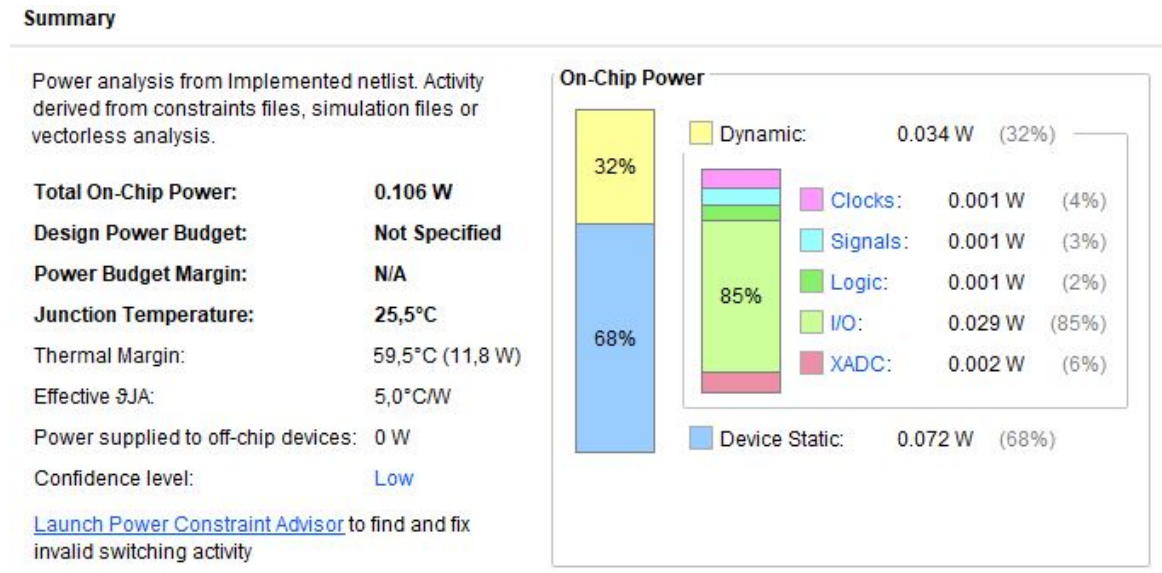 Summary
Power analysis from Implemented netlist. Activity
derived from constraints files, simulation files or
vectorless analysis.
Total On-Chip Power: 0.106 W
Design Power Budget: Not Specified
Power Budget Margin: N/A
Junction Temperature: 25,5°C
Thermal Margin: 59,5°C (11,8 W)
Effective ϑJA: 5,0°C/W
Power supplied to off-chip devices: 0 W
Confidence level: Low
Launch Power Constraint Advisor to find and fix
invalid switching activity
On-Chip Power
32%
68%
Dynamic: 0.034 W (32%)
85%
Clocks: 0.001 W (4%)
Signals: 0.001 W (3%)
Logic: 0.001 W (2%)
I/O: 0.029 W (85%)
XADC: 0.002 W (6%)
Device Static: 0.072 W (68%)